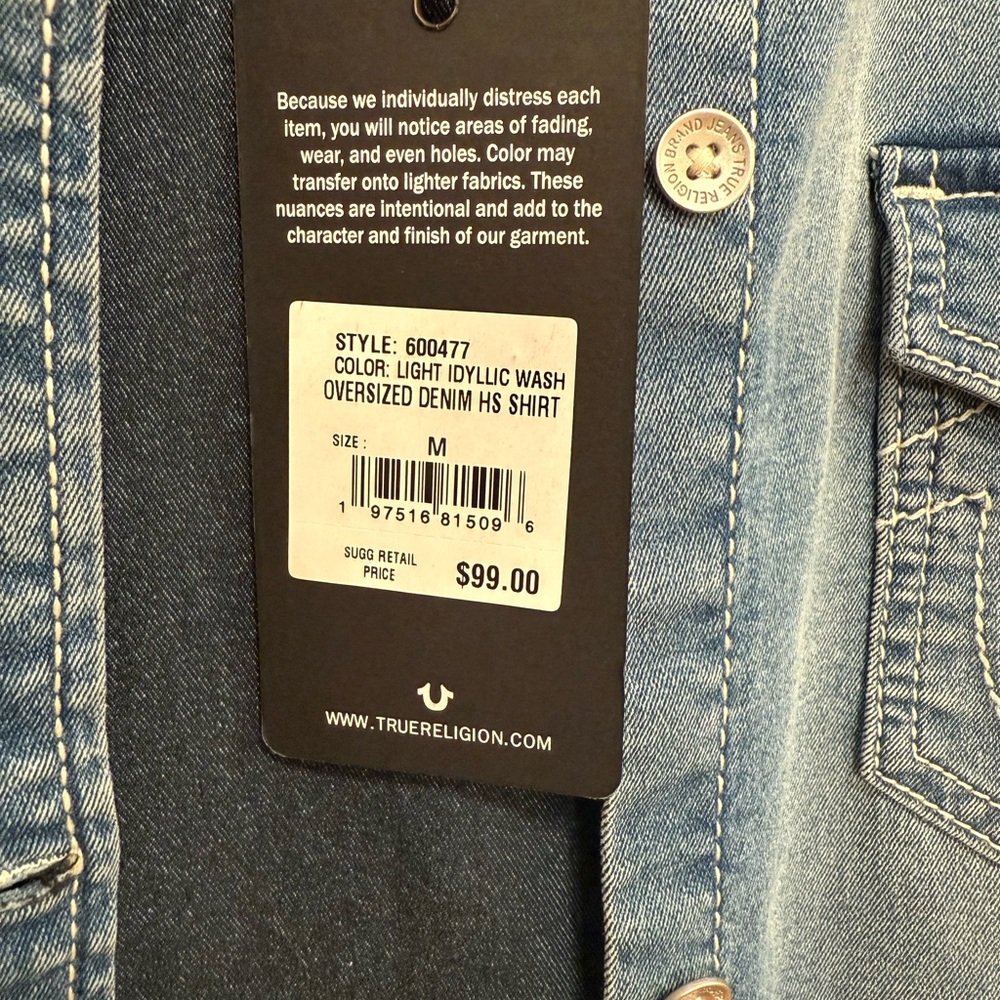 Because we individually distress each
item, you will notice areas of fading,
wear, and even holes. Color may
transfer onto lighter fabrics. These
nuances are intentional and add to the
character and finish of our garment.
BRAND JEANS TRUE RELIGION
STYLE: 600477
COLOR: LIGHT IDYLLIC WASH
OVERSIZED DENIM HS SHIRT
SIZE : M
1 97516 81509 6
SUGG RETAIL
PRICE $99.00
WWW.TRUERELIGION.COM